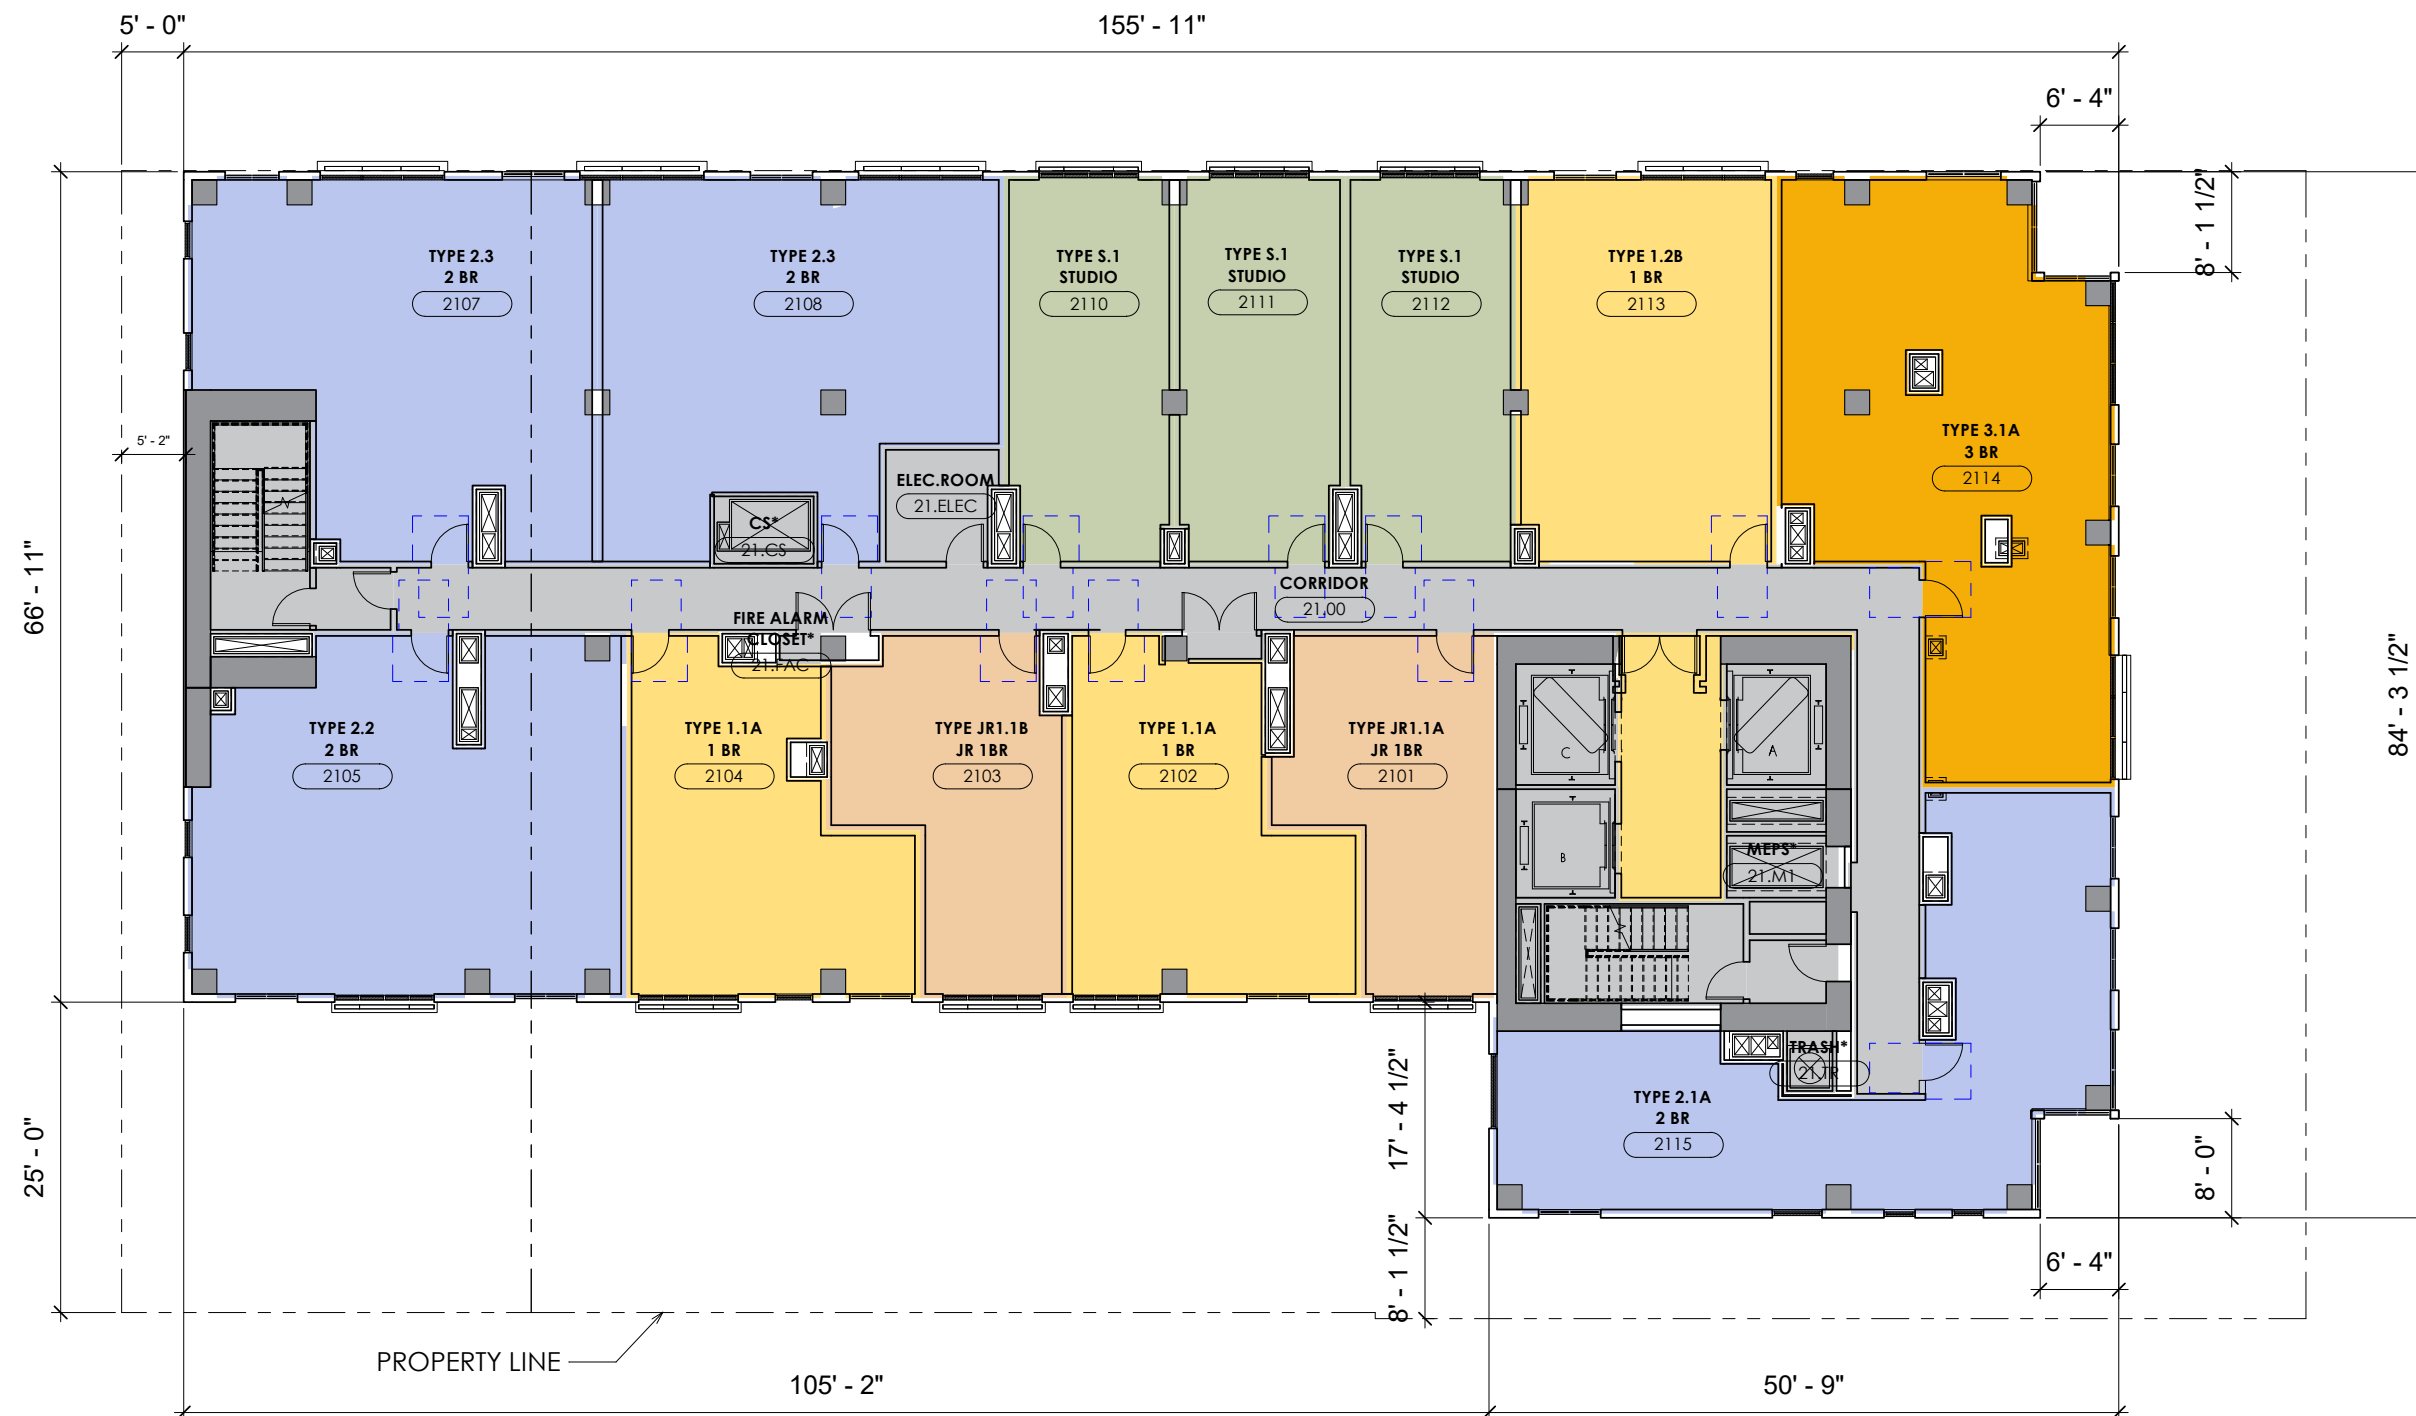 5' - 0"
155' - 11"
6' - 4"
8' - 1 1/2"
66' - 11"
84' - 3 1/2"
5' - 2"
TYPE 2.3
2 BR
2107
TYPE 2.3
2 BR
2108
TYPE S.1
STUDIO
2110
TYPE S.1
STUDIO
2111
TYPE S.1
STUDIO
2112
TYPE 1.2B
1 BR
2113
TYPE 3.1A
3 BR
2114
ELEC.ROOM
21.ELEC
CS*
21.CS
CORRIDOR
21.00
FIRE ALARM
CLOSET*
21.FAC
TYPE 2.2
2 BR
2105
TYPE 1.1A
1 BR
2104
TYPE JR1.1B
JR 1BR
2103
TYPE 1.1A
1 BR
2102
TYPE JR1.1A
JR 1BR
2101
C
A
B
MEPS*
21.M1
TRASH*
21.TR
TYPE 2.1A
2 BR
2115
25' - 0"
17' - 4 1/2"
8' - 1 1/2"
8' - 0"
6' - 4"
PROPERTY LINE
105' - 2"
50' - 9"